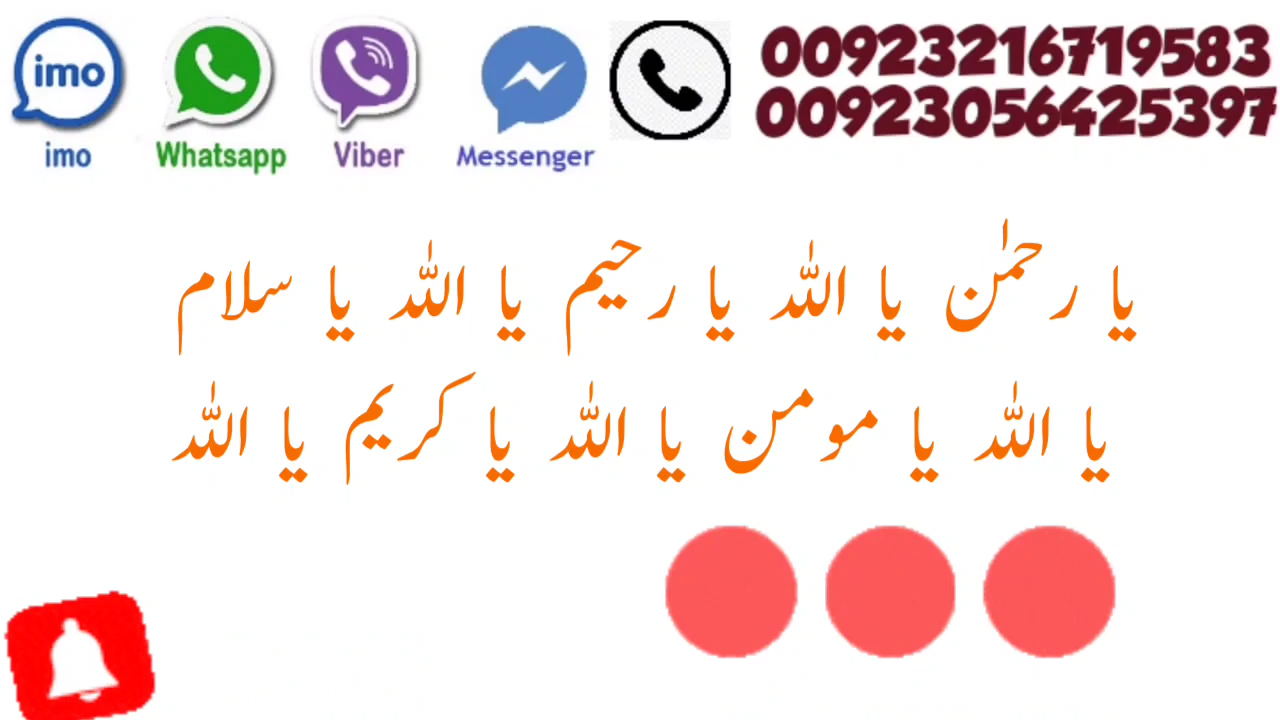 imo
00923216719583
00923056425397
imo Whatsapp Viber Messenger
یا رحمٰن یا اللہ یا رحیم یا اللہ یا سلام
یا اللہ یا مومن یا اللہ یا کریم یا اللہ